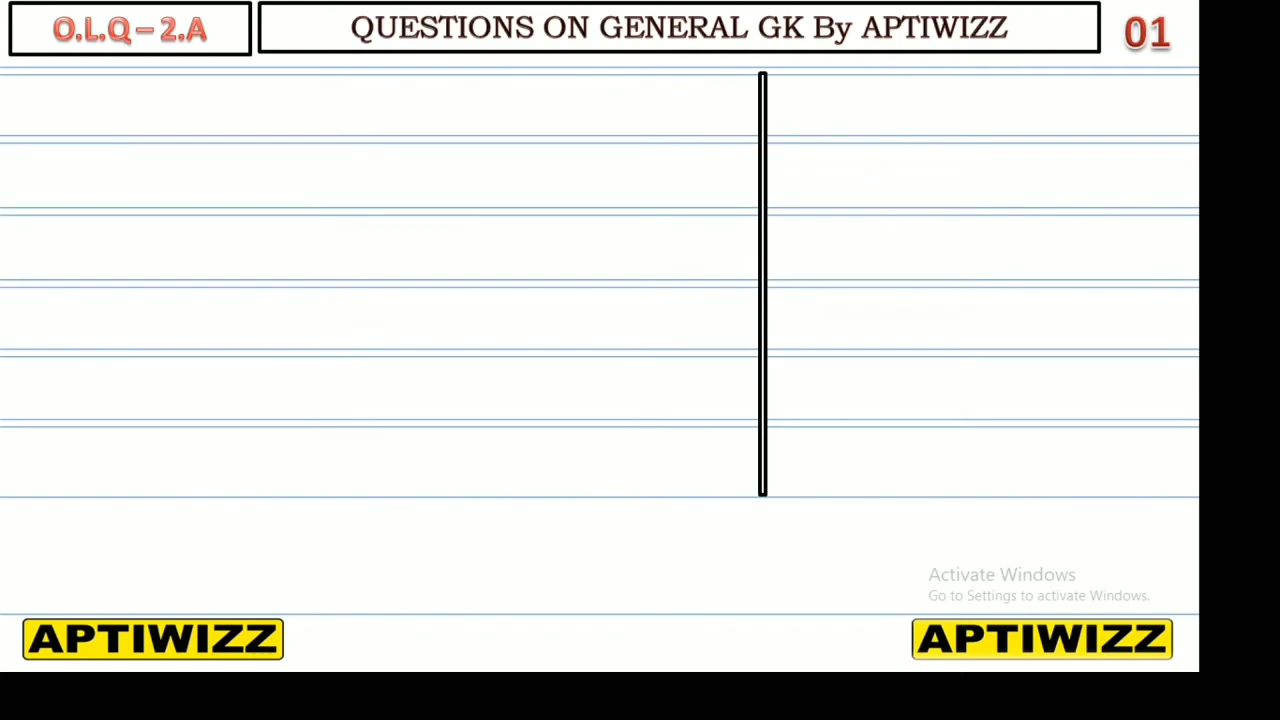 O.L.Q – 2.A
QUESTIONS ON GENERAL GK By APTIWIZZ
01
Activate Windows
Go to Settings to activate Windows.
APTIWIZZ
APTIWIZZ